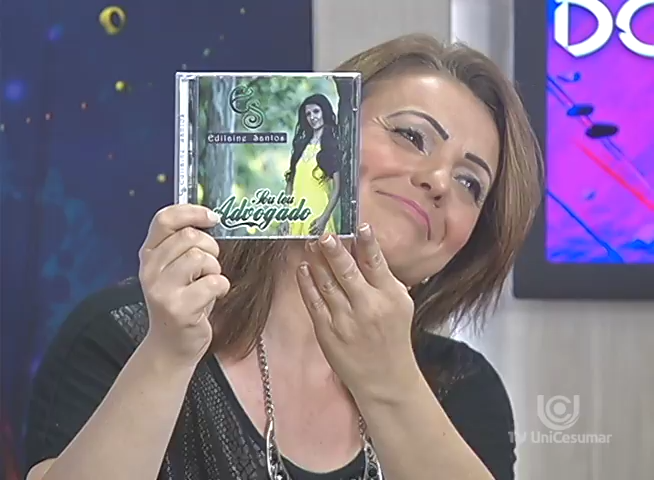 DO
ES
Edilaine Santos
Sou teu
Advogado
TV UniCesumar